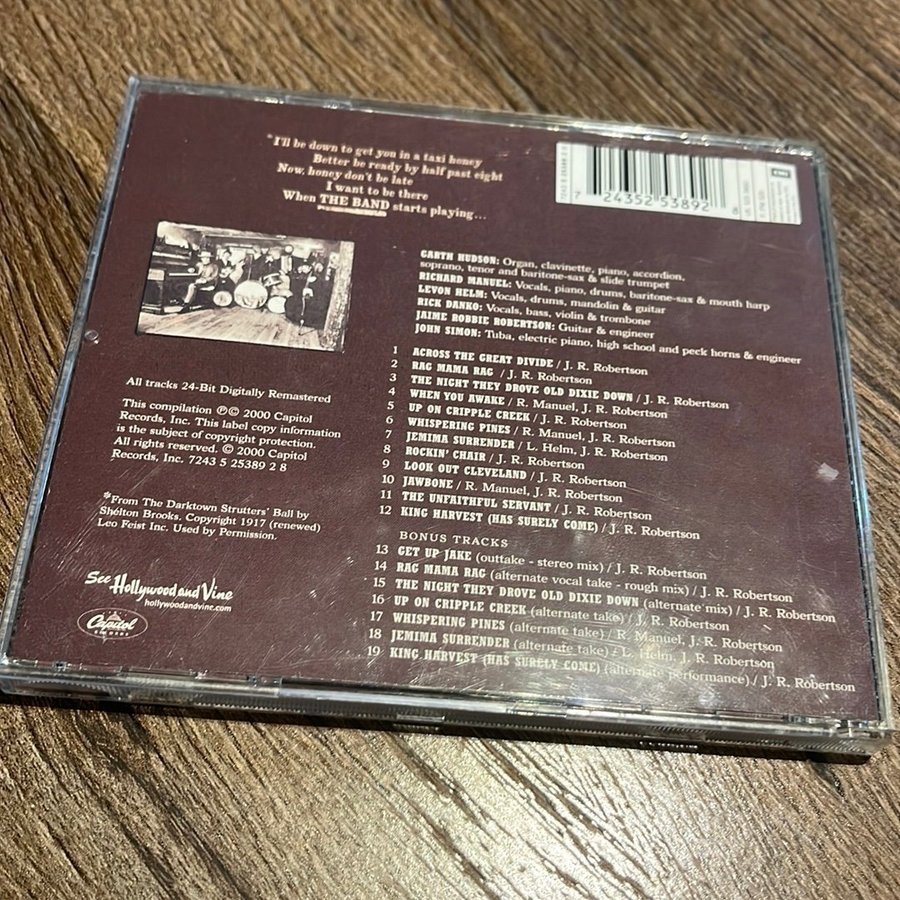 *I'll be down to get you in a taxi honey
Better be ready by half past eight
Now, honey don't be late
I want to be there
When THE BAND starts playing...
7 24352 53892
7243 5 25389 2 8
EMI
GARTH HUDSON: Organ, clavinette, piano, accordion,
soprano, tenor and baritone-sax & slide trumpet
RICHARD MANUEL: Vocals, piano, drums, baritone-sax & mouth harp
LEVON HELM: Vocals, drums, mandolin & guitar
RICK DANKO: Vocals, bass, violin & trombone
JAIME ROBBIE ROBERTSON: Guitar & engineer
JOHN SIMON: Tuba, electric piano, high school and peck horns & engineer
1 ACROSS THE GREAT DIVIDE / J. R. Robertson
2 RAG MAMA RAG / J. R. Robertson
3 THE NIGHT THEY DROVE OLD DIXIE DOWN / J. R. Robertson
4 WHEN YOU AWAKE / R. Manuel, J. R. Robertson
5 UP ON CRIPPLE CREEK / J. R. Robertson
6 WHISPERING PINES / R. Manuel, J. R. Robertson
7 JEMIMA SURRENDER / L. Helm, J. R. Robertson
8 ROCKIN' CHAIR / J. R. Robertson
9 LOOK OUT CLEVELAND / J. R. Robertson
10 JAWBONE / R. Manuel, J. R. Robertson
11 THE UNFAITHFUL SERVANT / J. R. Robertson
12 KING HARVEST (HAS SURELY COME) / J. R. Robertson
BONUS TRACKS
13 GET UP JAKE (outtake - stereo mix) / J. R. Robertson
14 RAG MAMA RAG (alternate vocal take - rough mix) / J. R. Robertson
15 THE NIGHT THEY DROVE OLD DIXIE DOWN (alternate mix) / J. R. Robertson
16 UP ON CRIPPLE CREEK (alternate take) / J. R. Robertson
17 WHISPERING PINES (alternate take) / R. Manuel, J. R. Robertson
18 JEMIMA SURRENDER (alternate take) / L. Helm, J. R. Robertson
19 KING HARVEST (HAS SURELY COME) (alternate performance) / J. R. Robertson
All tracks 24-Bit Digitally Remastered
This compilation ℗© 2000 Capitol
Records, Inc. This label copy information
is the subject of copyright protection.
All rights reserved. © 2000 Capitol
Records, Inc. 7243 5 25389 2 8
*From The Darktown Strutters' Ball by
Shelton Brooks. Copyright 1917 (renewed)
Leo Feist Inc. Used by Permission.
See Hollywood and Vine
hollywoodandvine.com
Capitol
RECORDS